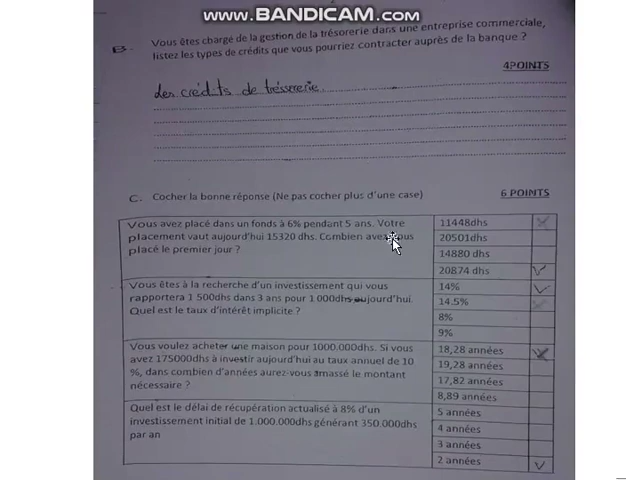 WWW.BANDICAM.COM
B. Vous êtes chargé de la gestion de la trésorerie dans une entreprise commerciale,
listez les types de crédits que vous pourriez contracter auprès de la banque ?
4POINTS
des crédits de trésorerie
C. Cocher la bonne réponse (Ne pas cocher plus d'une case)
6 POINTS
Vous avez placé dans un fonds à 6% pendant 5 ans. Votre
placement vaut aujourd'hui 15320 dhs. Combien avez vous
placé le premier jour ?
11448dhs
20501dhs
14880 dhs
20874 dhs
Vous êtes à la recherche d'un investissement qui vous
rapportera 1 500dhs dans 3 ans pour 1 000dhs aujourd'hui.
Quel est le taux d'intérêt implicite ?
14%
14.5%
8%
9%
Vous voulez acheter une maison pour 1000.000dhs. Si vous
avez 175000dhs à investir aujourd'hui au taux annuel de 10
%, dans combien d'années aurez-vous amassé le montant
nécessaire ?
18,28 années
19,28 années
17,82 années
8,89 années
Quel est le délai de récupération actualisé à 8% d'un
investissement initial de 1.000.000dhs générant 350.000dhs
par an
5 années
4 années
3 années
2 années